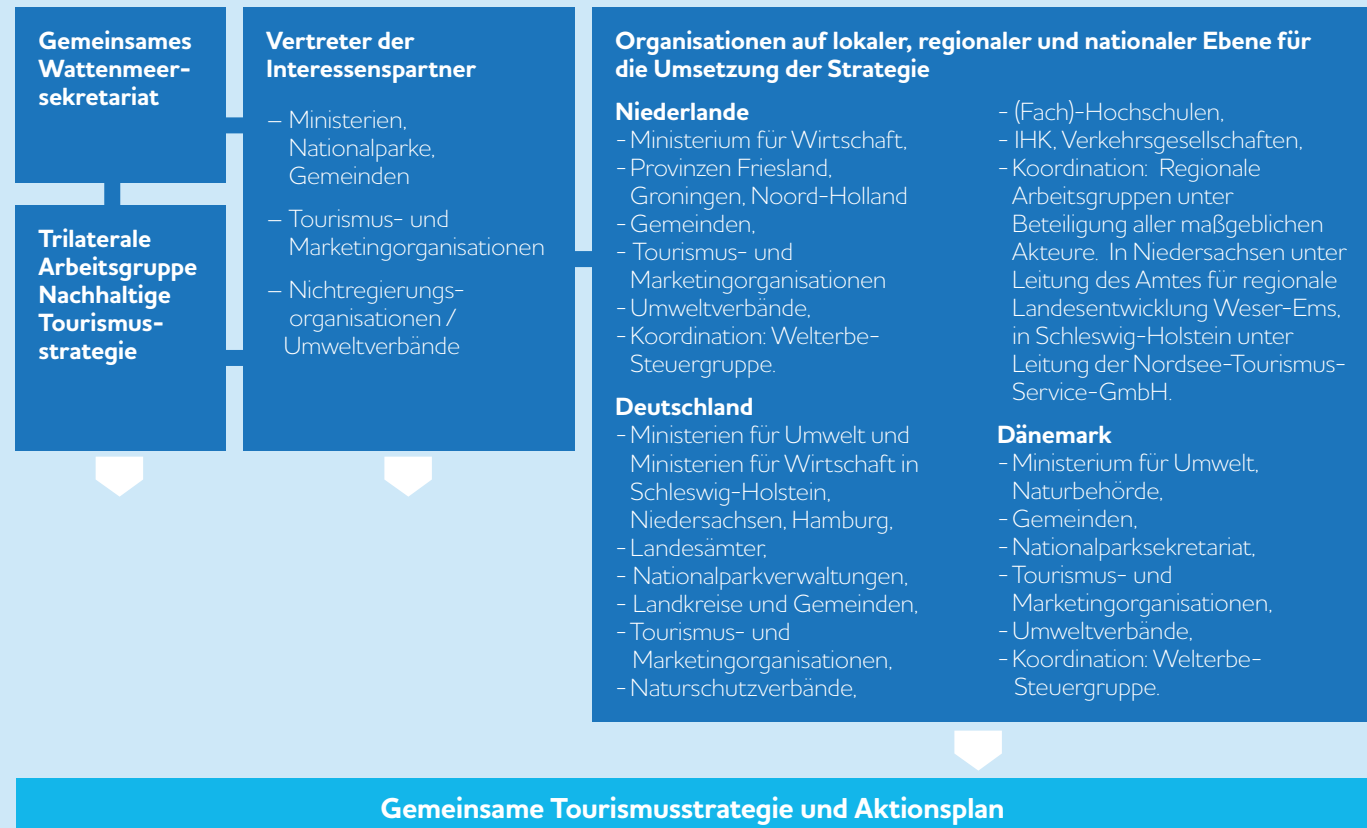 Gemeinsames
Wattenmeer-
sekretariat
Trilaterale
Arbeitsgruppe
Nachhaltige
Tourismus-
strategie
Vertreter der
Interessenspartner
– Ministerien,
Nationalparke,
Gemeinden
– Tourismus- und
Marketingorganisationen
– Nichtregierungs-
organisationen /
Umweltverbände
Organisationen auf lokaler, regionaler und nationaler Ebene für
die Umsetzung der Strategie
Niederlande
- Ministerium für Wirtschaft,
- Provinzen Friesland,
Groningen, Noord-Holland
- Gemeinden,
- Tourismus- und
Marketingorganisationen
- Umweltverbände,
- Koordination: Welterbe-
Steuergruppe.
Deutschland
- Ministerien für Umwelt und
Ministerien für Wirtschaft in
Schleswig-Holstein,
Niedersachsen, Hamburg,
- Landesämter,
- Nationalparkverwaltungen,
- Landkreise und Gemeinden,
- Tourismus- und
Marketingorganisationen,
- Naturschutzverbände,
- (Fach)-Hochschulen,
- IHK, Verkehrsgesellschaften,
- Koordination: Regionale
Arbeitsgruppen unter
Beteiligung aller maßgeblichen
Akteure. In Niedersachsen unter
Leitung des Amtes für regionale
Landesentwicklung Weser-Ems,
in Schleswig-Holstein unter
Leitung der Nordsee-Tourismus-
Service-GmbH.
Dänemark
- Ministerium für Umwelt,
Naturbehörde,
- Gemeinden,
- Nationalparksekretariat,
- Tourismus- und
Marketingorganisationen,
- Umweltverbände,
- Koordination: Welterbe-
Steuergruppe.
Gemeinsame Tourismusstrategie und Aktionsplan